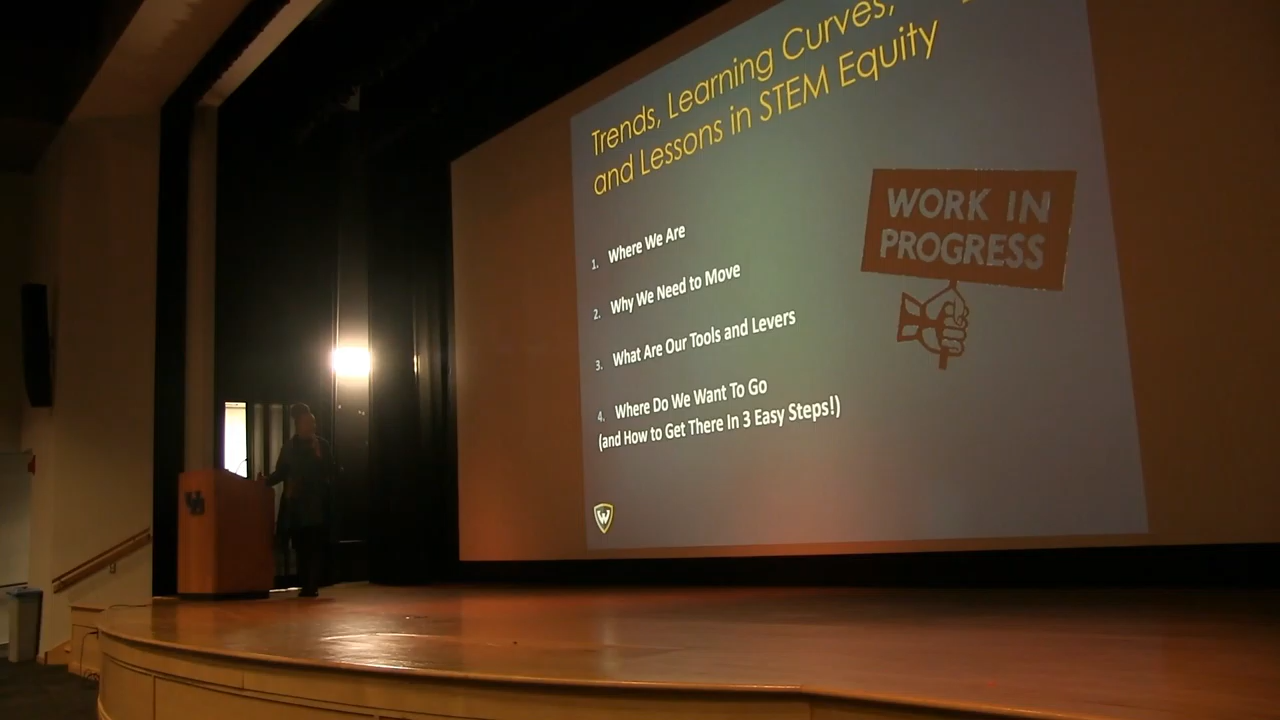 Trends, Learning Curves,
and Lessons in STEM Equity
WORK IN
PROGRESS
1. Where We Are
2. Why We Need to Move
3. What Are Our Tools and Levers
4. Where Do We Want To Go
(and How to Get There In 3 Easy Steps!)
W